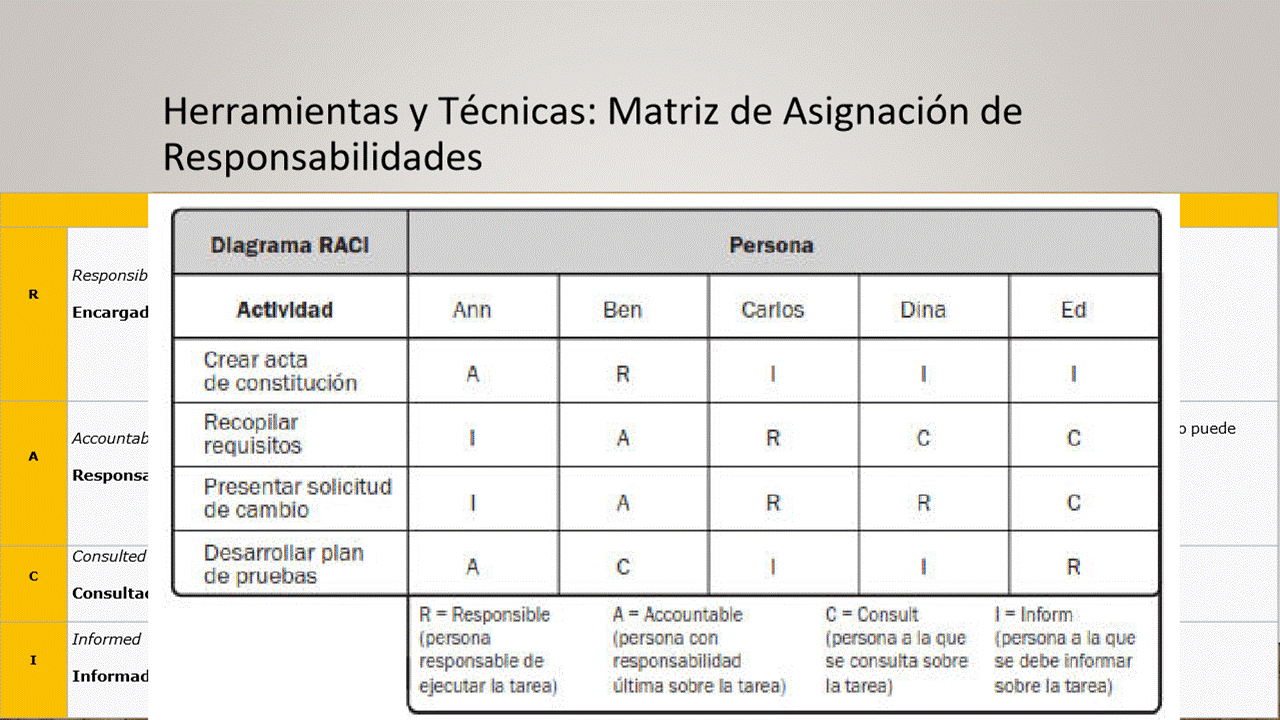 Herramientas y Técnicas: Matriz de Asignación de
Responsabilidades
Diagrama RACI Persona
Actividad Ann Ben Carlos Dina Ed
Crear acta
de constitución A R I I I
Recopilar
requisitos I A R C C
Presentar solicitud
de cambio I A R R C
Desarrollar plan
de pruebas A C I I R
R = Responsible
(persona
responsable de
ejecutar la tarea)
A = Accountable
(persona con
responsabilidad
última sobre la tarea)
C = Consult
(persona a la que
se consulta sobre
la tarea)
I = Inform
(persona a la que
se debe informar
sobre la tarea)
R
Responsib
Encargad
A
Accountab
Responsa
o puede
C
Consulted
Consultad
I
Informed
Informad